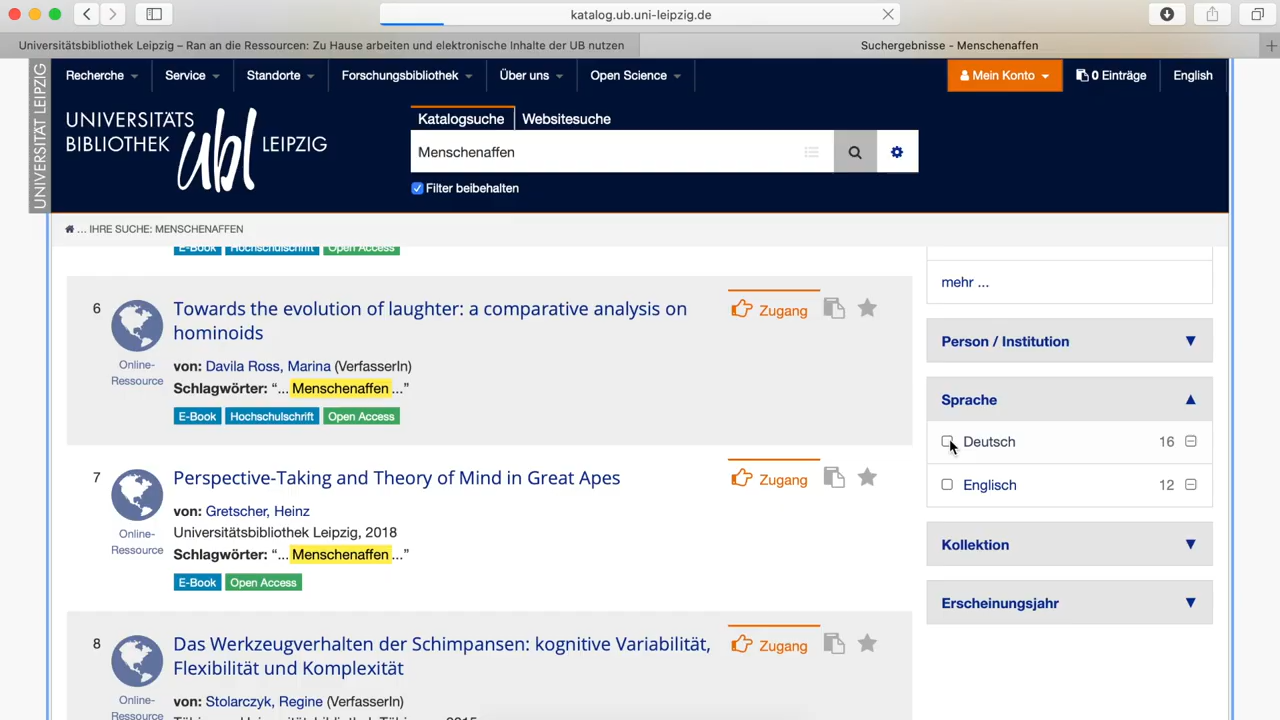 katalog.ub.uni-leipzig.de
Universitätsbibliothek Leipzig – Ran an die Ressourcen: Zu Hause arbeiten und elektronische Inhalte der UB nutzen
Suchergebnisse - Menschenaffen
Recherche
Service
Standorte
Forschungsbibliothek
Über uns
Open Science
Mein Konto
0 Einträge
English
UNIVERSITÄT LEIPZIG
UNIVERSITÄTS
BIBLIOTHEK ubl LEIPZIG
Katalogsuche
Websitesuche
Menschenaffen
Filter beibehalten
... IHRE SUCHE: MENSCHENAFFEN
E-Book Hochschulschrift Open Access
6
Towards the evolution of laughter: a comparative analysis on
hominoids
Zugang
Online-
Ressource
von: Davila Ross, Marina (VerfasserIn)
Schlagwörter: “... Menschenaffen ...”
E-Book Hochschulschrift Open Access
7
Perspective-Taking and Theory of Mind in Great Apes
Zugang
Online-
Ressource
von: Gretscher, Heinz
Universitätsbibliothek Leipzig, 2018
Schlagwörter: “... Menschenaffen ...”
E-Book Open Access
8
Das Werkzeugverhalten der Schimpansen: kognitive Variabilität,
Flexibilität und Komplexität
Zugang
Online-
Ressource
von: Stolarczyk, Regine (VerfasserIn)
mehr ...
Person / Institution
Sprache
Deutsch 16
Englisch 12
Kollektion
Erscheinungsjahr